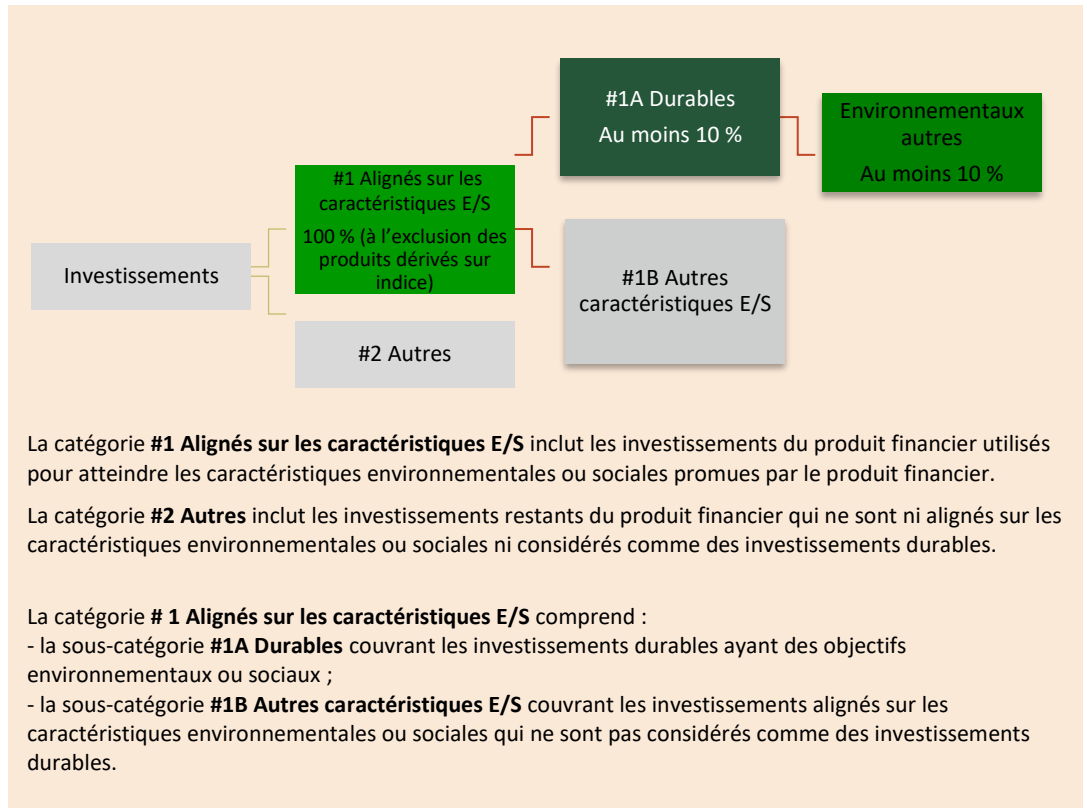 #1A Durables
Au moins 10 %
Environnementaux
autres
Au moins 10 %
#1 Alignés sur les
caractéristiques E/S
100 % (à l’exclusion des
produits dérivés sur
indice)
Investissements
#1B Autres
caractéristiques E/S
#2 Autres
La catégorie #1 Alignés sur les caractéristiques E/S inclut les investissements du produit financier utilisés
pour atteindre les caractéristiques environnementales ou sociales promues par le produit financier.
La catégorie #2 Autres inclut les investissements restants du produit financier qui ne sont ni alignés sur les
caractéristiques environnementales ou sociales ni considérés comme des investissements durables.
La catégorie # 1 Alignés sur les caractéristiques E/S comprend :
- la sous-catégorie #1A Durables couvrant les investissements durables ayant des objectifs
environnementaux ou sociaux ;
- la sous-catégorie #1B Autres caractéristiques E/S couvrant les investissements alignés sur les
caractéristiques environnementales ou sociales qui ne sont pas considérés comme des investissements
durables.